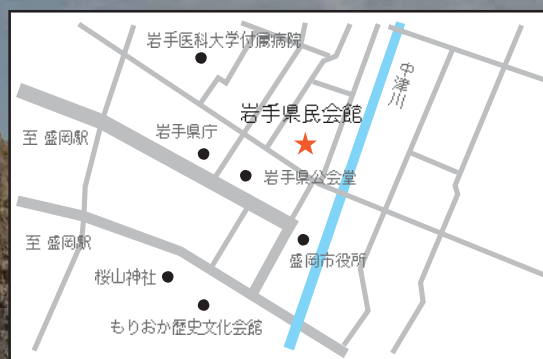 岩手医科大学付属病院
中津川
岩手県民会館
岩手県庁
至 盛岡駅
岩手県公会堂
至 盛岡駅
盛岡市役所
桜山神社
もりおか歴史文化会館